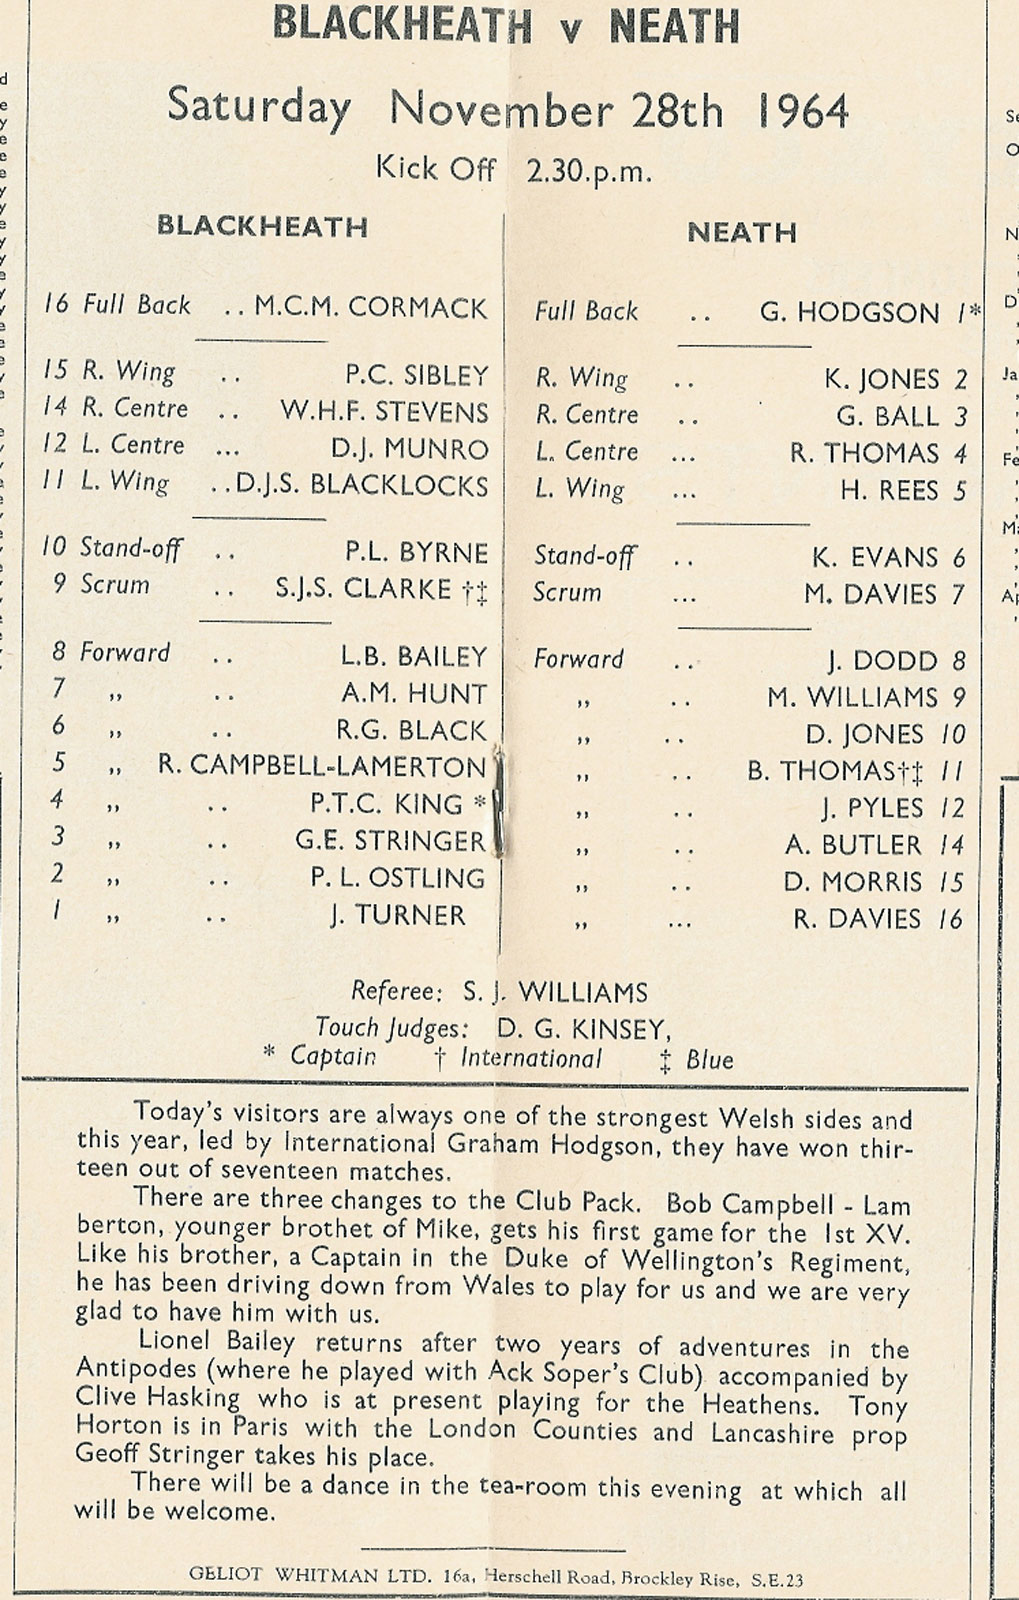 BLACKHEATH v NEATH
Saturday November 28th 1964
Kick Off 2.30.p.m.
BLACKHEATH
16 Full Back .. M.C.M. CORMACK
15 R. Wing .. P.C. SIBLEY
14 R. Centre .. W.H.F. STEVENS
12 L. Centre ... D.J. MUNRO
11 L. Wing ..D.J.S. BLACKLOCKS
10 Stand-off .. P.L. BYRNE
9 Scrum .. S.J.S. CLARKE †‡
8 Forward .. L.B. BAILEY
7 ,, .. A.M. HUNT
6 ,, .. R.G. BLACK
5 ,, R. CAMPBELL-LAMERTON
4 ,, .. P.T.C. KING *
3 ,, .. G.E. STRINGER
2 ,, .. P. L. OSTLING
1 ,, .. J. TURNER
NEATH
Full Back .. G. HODGSON 1*
R. Wing .. K. JONES 2
R. Centre .. G. BALL 3
L. Centre ... R. THOMAS 4
L. Wing ... H. REES 5
Stand-off .. K. EVANS 6
Scrum ... M. DAVIES 7
Forward .. J. DODD 8
,, .. M. WILLIAMS 9
,, .. D. JONES 10
,, .. B. THOMAS†‡ 11
,, .. J. PYLES 12
,, .. A. BUTLER 14
,, .. D. MORRIS 15
,, ... R. DAVIES 16
Referee: S. J. WILLIAMS
Touch Judges: D. G. KINSEY,
* Captain † International ‡ Blue
Today's visitors are always one of the strongest Welsh sides and
this year, led by International Graham Hodgson, they have won thir-
teen out of seventeen matches.
There are three changes to the Club Pack. Bob Campbell - Lam
berton, younger brothet of Mike, gets his first game for the 1st XV.
Like his brother, a Captain in the Duke of Wellington's Regiment,
he has been driving down from Wales to play for us and we are very
glad to have him with us.
Lionel Bailey returns after two years of adventures in the
Antipodes (where he played with Ack Soper's Club) accompanied by
Clive Hasking who is at present playing for the Heathens. Tony
Horton is in Paris with the London Counties and Lancashire prop
Geoff Stringer takes his place.
There will be a dance in the tea-room this evening at which all
will be welcome.
GELIOT WHITMAN LTD. 16a, Herschell Road, Brockley Rise, S.E.23